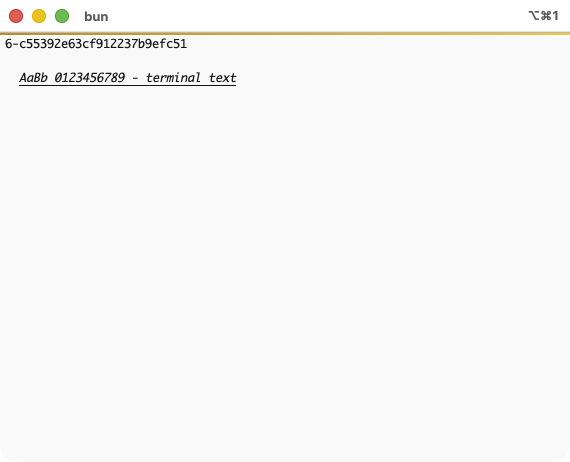 bun
⌥⌘1
6-c55392e63cf912237b9efc51
AaBb 0123456789 - terminal text